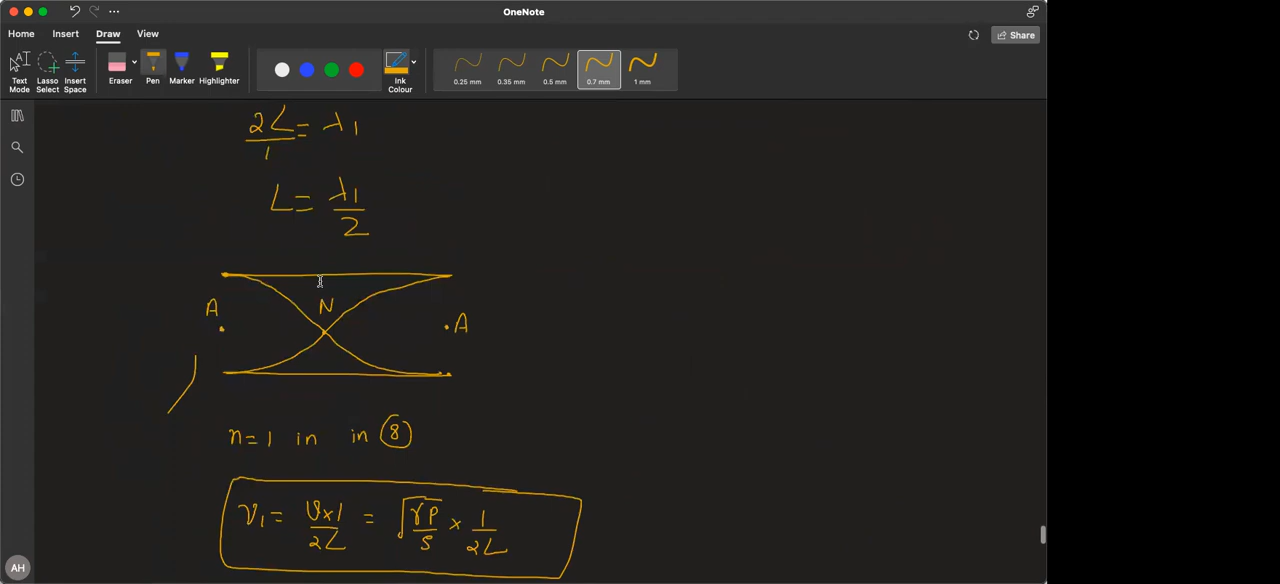 OneNote
Home Insert Draw View
Share
Text Mode
Lasso Select
Insert Space
Eraser
Pen
Marker
Highlighter
Ink Colour
0.25 mm
0.35 mm
0.5 mm
0.7 mm
1 mm
2L/1 = λ1
L = λ1/2
A N A
n = 1 in in 8
ν1 = v×1/2L = √(γP/ρ) × 1/2L
AH